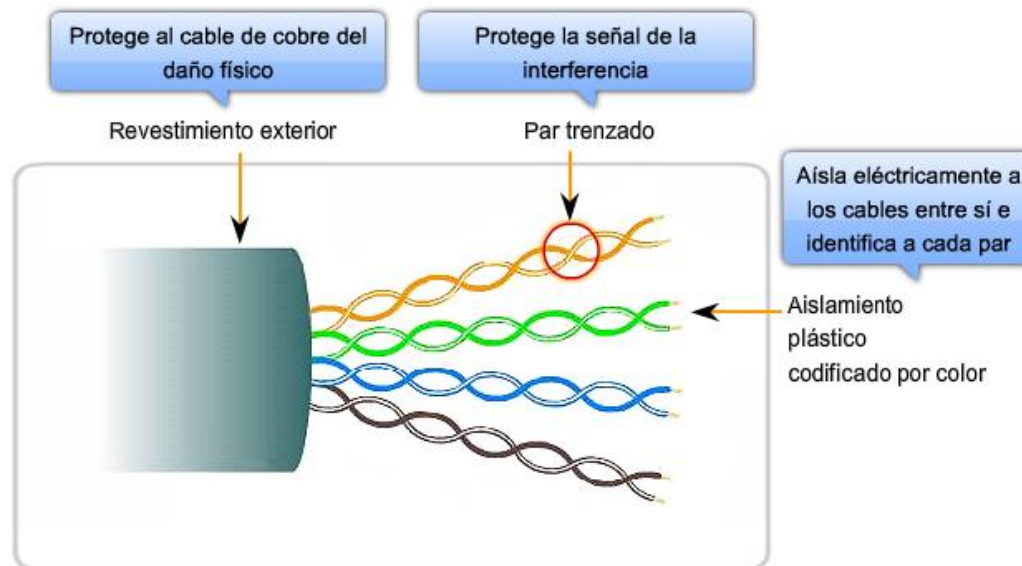 Protege al cable de cobre del
daño físico
Protege la señal de la
interferencia
Revestimiento exterior
Par trenzado
Aísla eléctricamente a
los cables entre sí e
identifica a cada par
Aislamiento
plástico
codificado por color